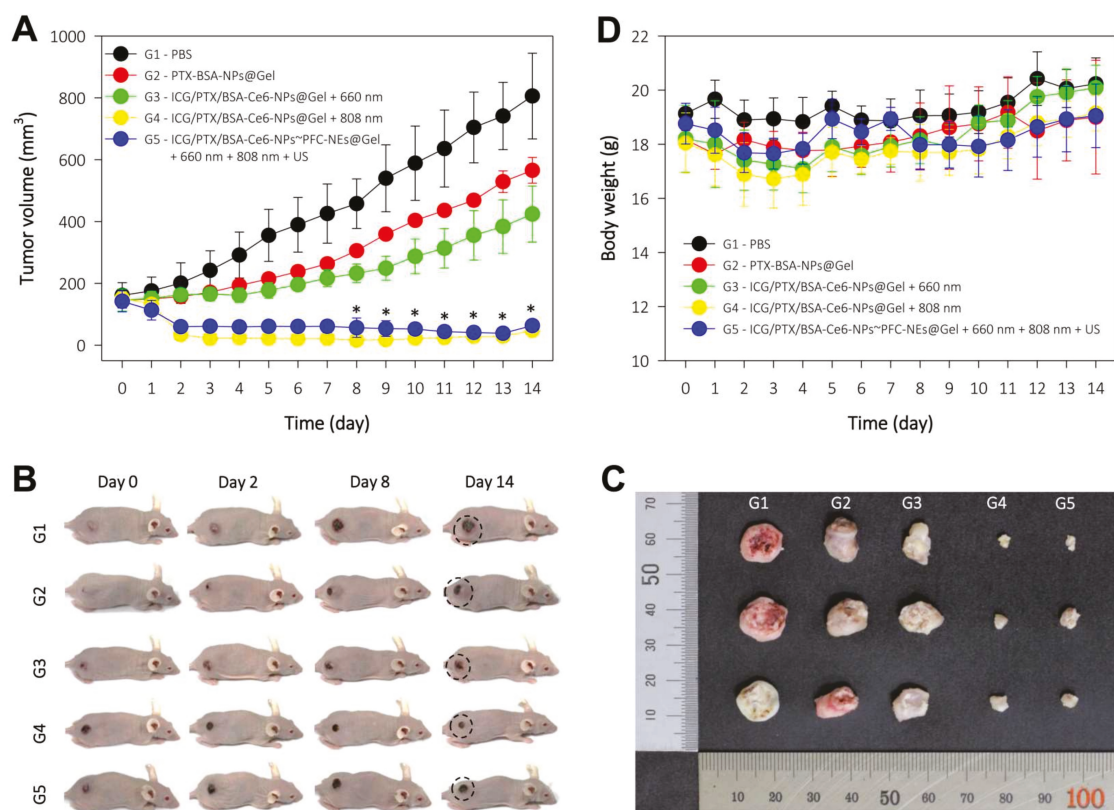 A
Tumor volume (mm³)
1000
800
600
400
200
0
G1 - PBS
G2 - PTX-BSA-NPs@Gel
G3 - ICG/PTX/BSA-Ce6-NPs@Gel + 660 nm
G4 - ICG/PTX/BSA-Ce6-NPs@Gel + 808 nm
G5 - ICG/PTX/BSA-Ce6-NPs~PFC-NEs@Gel
+ 660 nm + 808 nm + US
* * * * * * *
0 1 2 3 4 5 6 7 8 9 10 11 12 13 14
Time (day)
D
Body weight (g)
22
20
18
16
14
12
10
G1 - PBS
G2 - PTX-BSA-NPs@Gel
G3 - ICG/PTX/BSA-Ce6-NPs@Gel + 660 nm
G4 - ICG/PTX/BSA-Ce6-NPs@Gel + 808 nm
G5 - ICG/PTX/BSA-Ce6-NPs~PFC-NEs@Gel + 660 nm + 808 nm + US
0 1 2 3 4 5 6 7 8 9 10 11 12 13 14
Time (day)
B
Day 0 Day 2 Day 8 Day 14
G1
G2
G3
G4
G5
C
G1 G2 G3 G4 G5
70
60
50
40
30
20
10
10 20 30 40 50 60 70 80 90 100